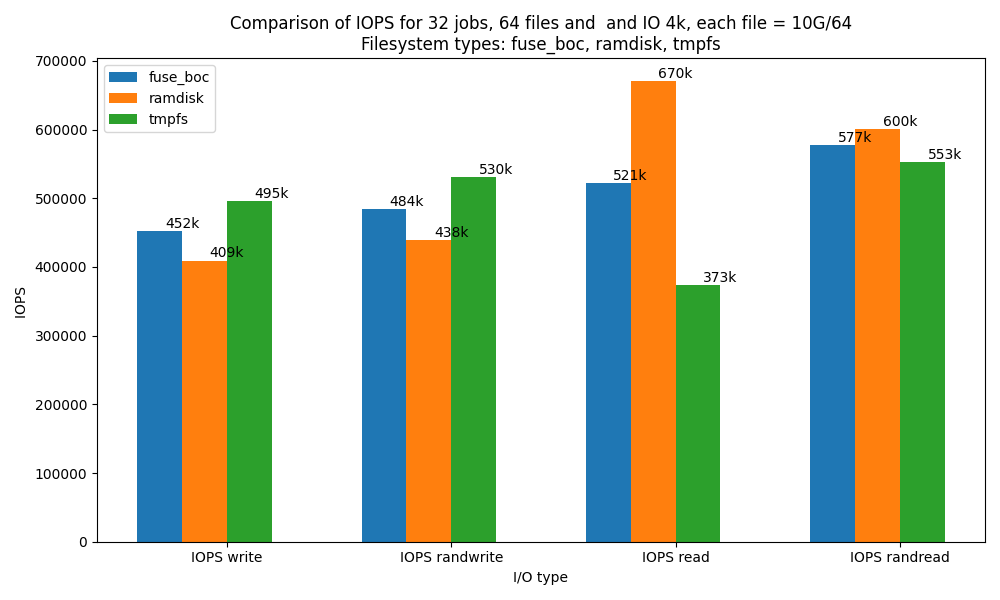 Comparison of IOPS for 32 jobs, 64 files and  and IO 4k, each file = 10G/64
Filesystem types: fuse_boc, ramdisk, tmpfs
fuse_boc
ramdisk
tmpfs
IOPS
700000
600000
500000
400000
300000
200000
100000
0
452k
409k
495k
484k
438k
530k
521k
670k
373k
577k
600k
553k
IOPS write
IOPS randwrite
IOPS read
IOPS randread
I/O type